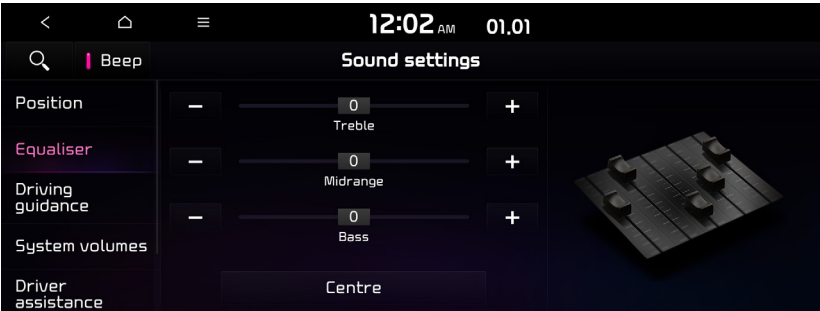 12:02 AM 01.01
Beep
Sound settings
Position
Equaliser
Driving
guidance
System volumes
Driver
assistance
− 0 +
Treble
− 0 +
Midrange
− 0 +
Bass
Centre